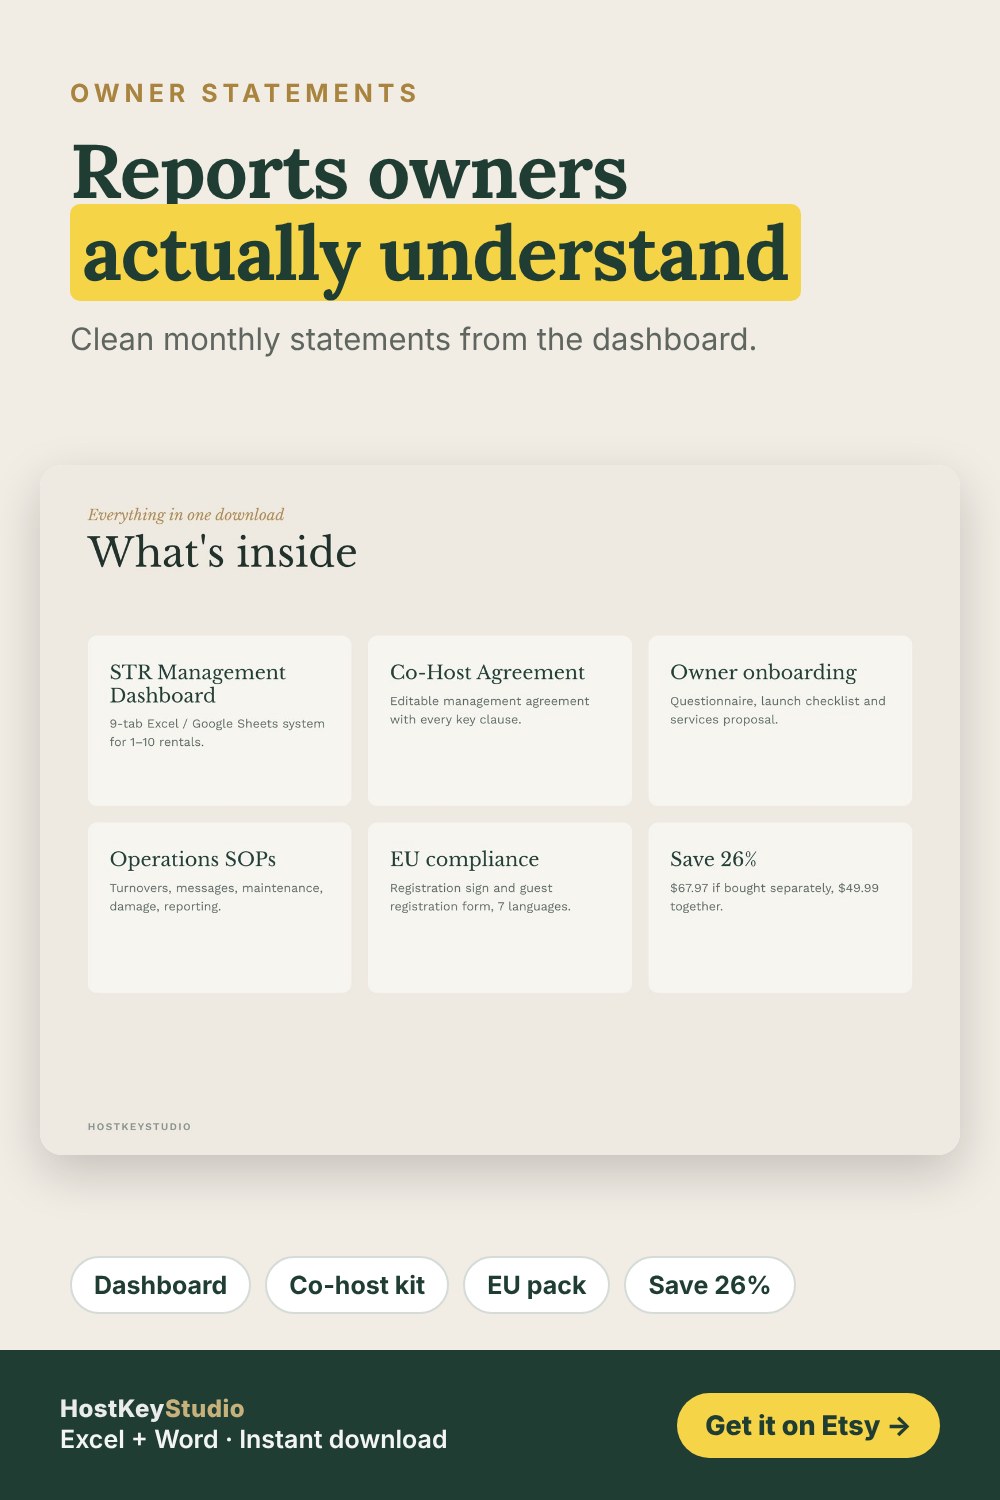 OWNER STATEMENTS
Reports owners
actually understand
Clean monthly statements from the dashboard.
Everything in one download
What's inside
STR Management
Dashboard
9-tab Excel / Google Sheets system
for 1–10 rentals.
Co-Host Agreement
Editable management agreement
with every key clause.
Owner onboarding
Questionnaire, launch checklist and
services proposal.
Operations SOPs
Turnovers, messages, maintenance,
damage, reporting.
EU compliance
Registration sign and guest
registration form, 7 languages.
Save 26%
$67.97 if bought separately, $49.99
together.
HOSTKEYSTUDIO
Dashboard
Co-host kit
EU pack
Save 26%
HostKeyStudio
Excel + Word · Instant download
Get it on Etsy →